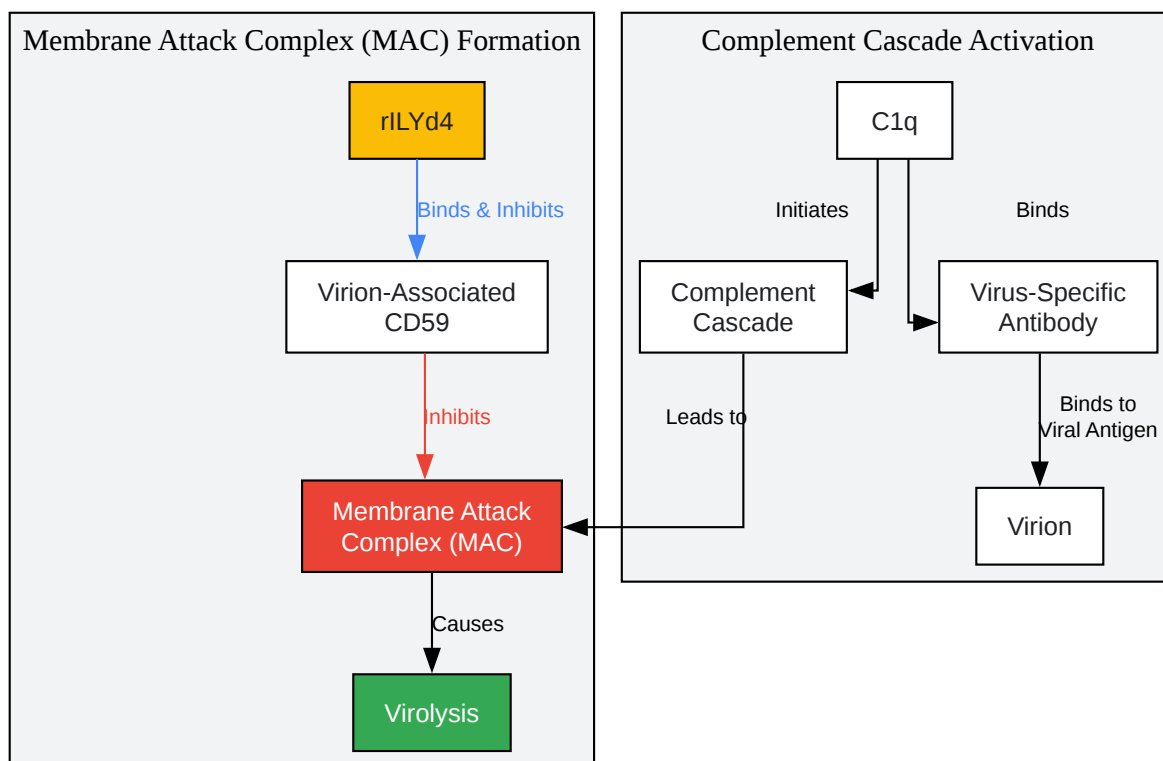 Membrane Attack Complex (MAC) Formation
rILYd4
Binds & Inhibits
Virion-Associated
CD59
Inhibits
Membrane Attack
Complex (MAC)
Causes
Virolysis
Complement Cascade Activation
C1q
Initiates
Binds
Complement
Cascade
Virus-Specific
Antibody
Leads to
Binds to
Viral Antigen
Virion